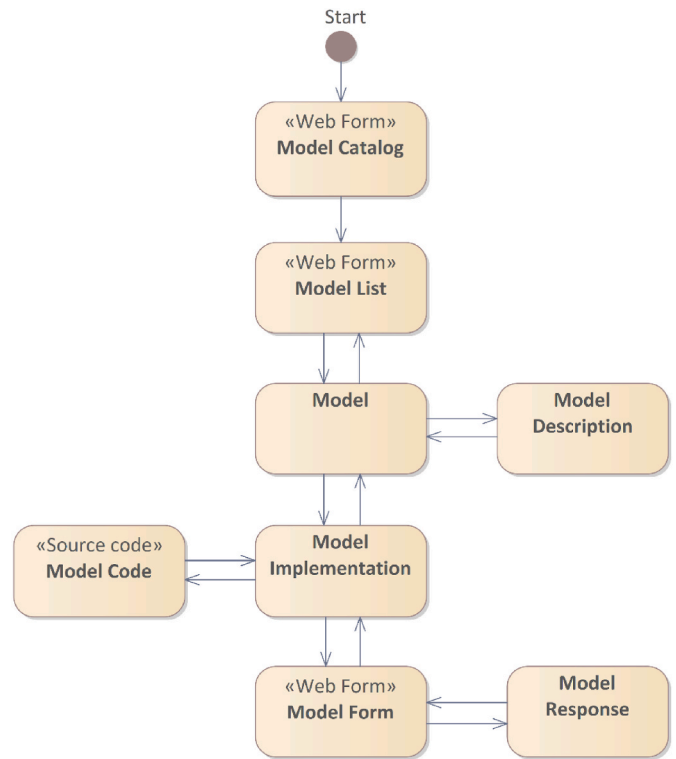 Start
«Web Form»
Model Catalog
«Web Form»
Model List
Model
Model
Description
«Source code»
Model Code
Model
Implementation
«Web Form»
Model Form
Model
Response